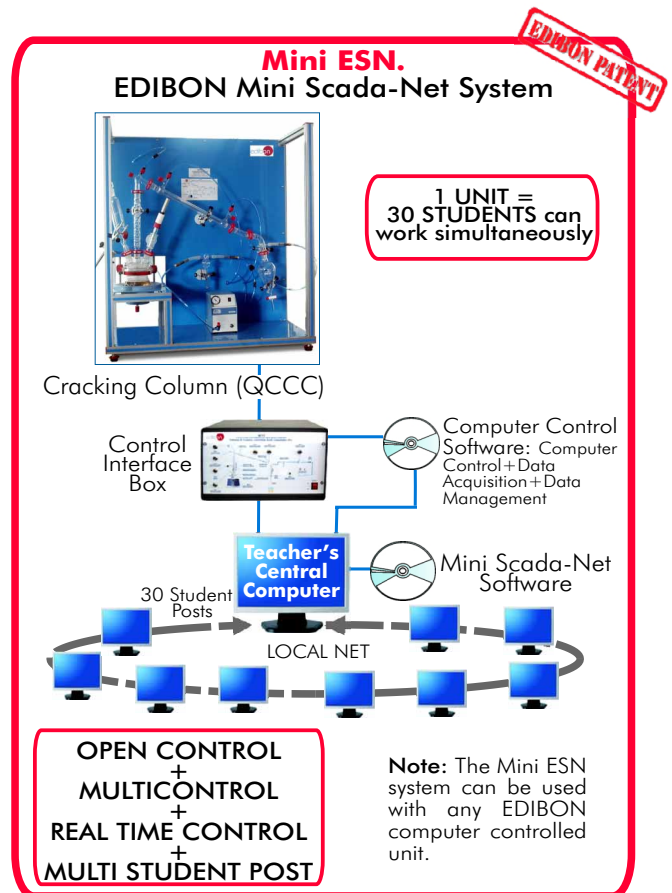 EDIBON PATENT
Mini ESN.
EDIBON Mini Scada-Net System
1 UNIT =
30 STUDENTS can
work simultaneously
Cracking Column (QCCC)
Control
Interface
Box
Computer Control
Software: Computer
Control+Data
Acquisition+Data
Management
Teacher's
Central
Computer
Mini Scada-Net
Software
30 Student
Posts
LOCAL NET
OPEN CONTROL
+
MULTICONTROL
+
REAL TIME CONTROL
+
MULTI STUDENT POST
Note: The Mini ESN
system can be used
with any EDIBON
computer controlled
unit.